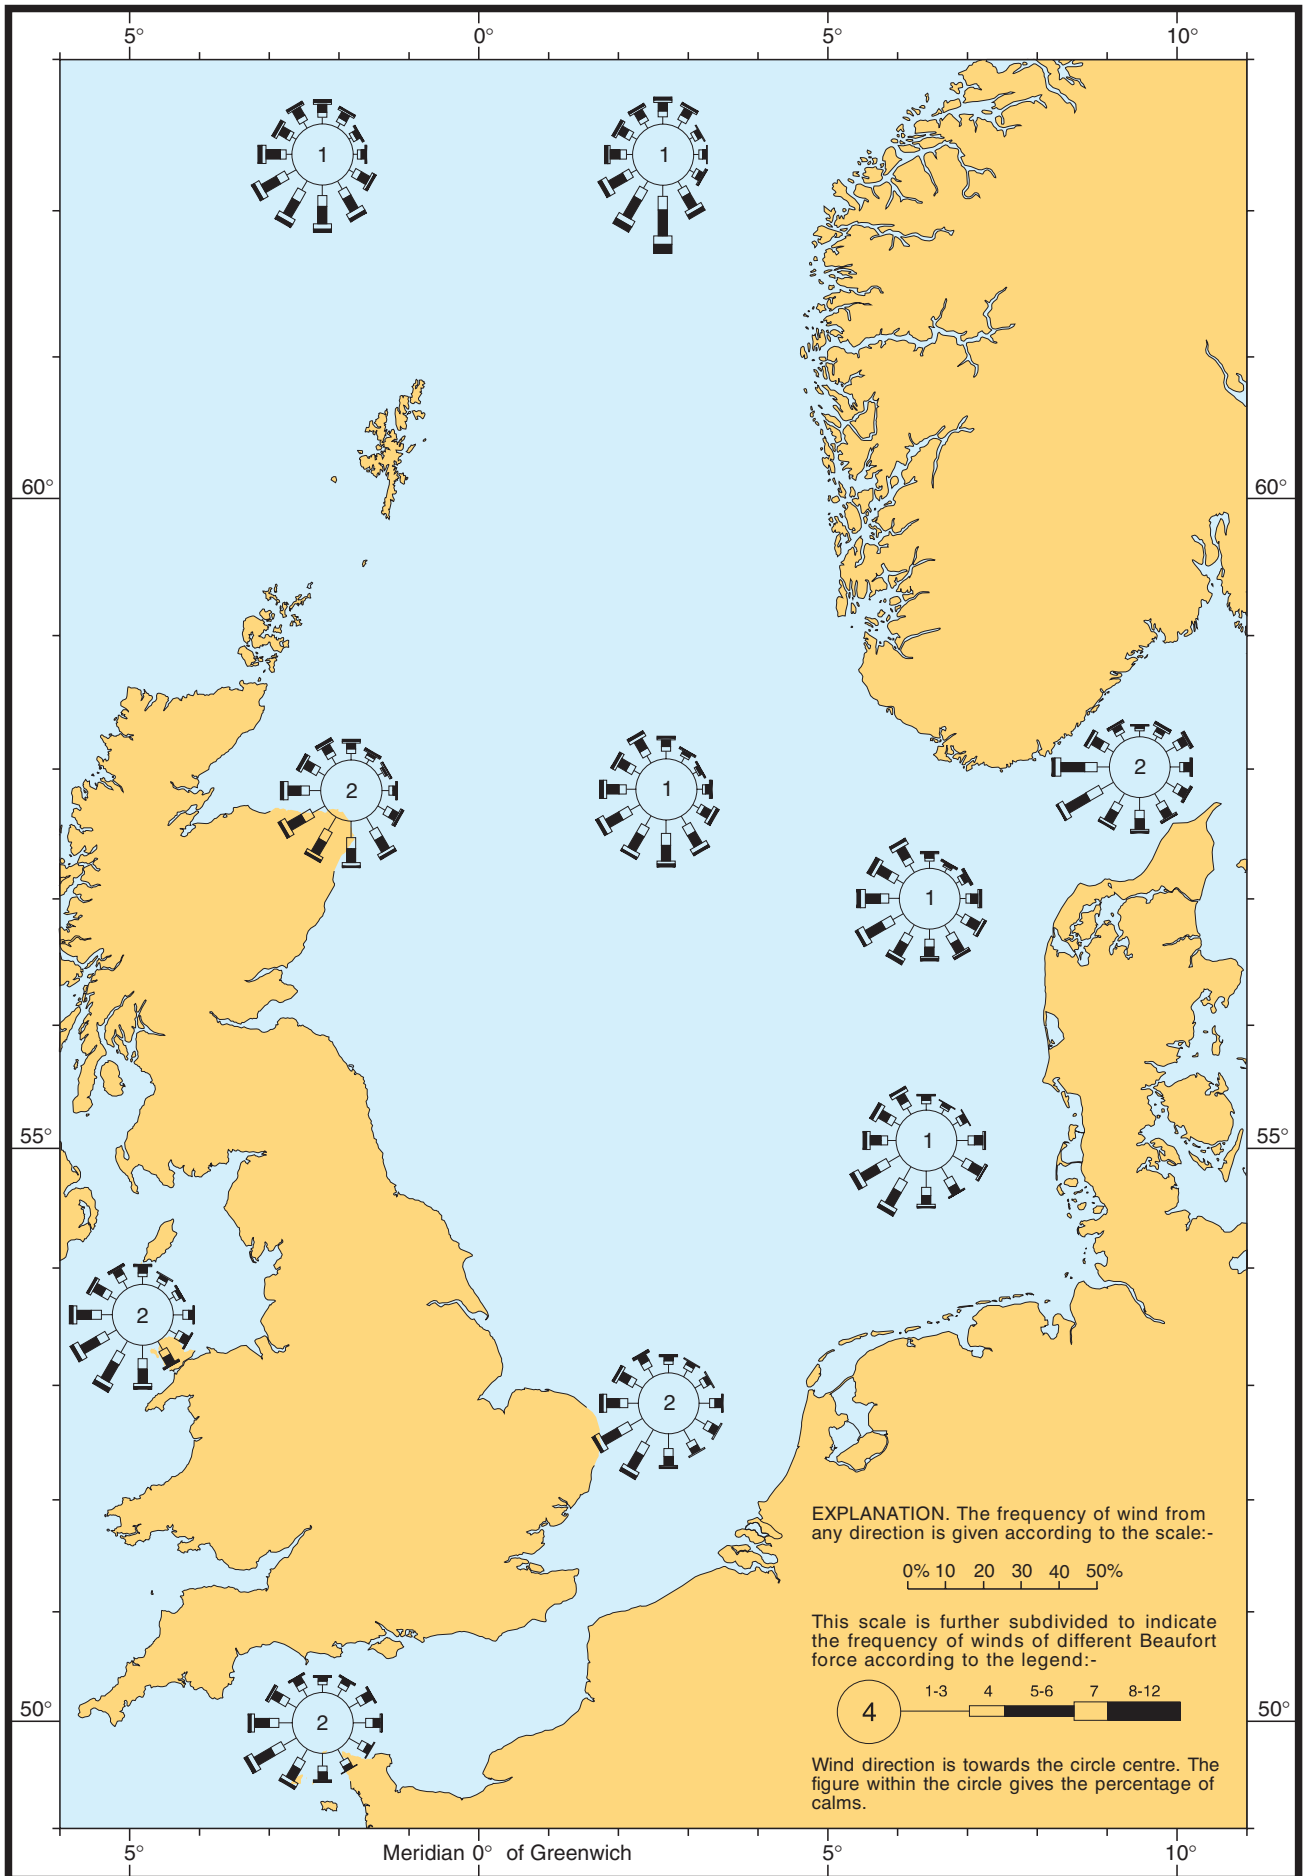 5° 0° 5° 10°
1 1
60° 60°
2 1 2
1
55° 1 55°
2
2
EXPLANATION. The frequency of wind from
any direction is given according to the scale:-
0% 10 20 30 40 50%
This scale is further subdivided to indicate
the frequency of winds of different Beaufort
force according to the legend:-
1-3 4 5-6 7 8-12
4
50° 2 50°
Wind direction is towards the circle centre. The
figure within the circle gives the percentage of
calms.
5° Meridian 0° of Greenwich 5° 10°